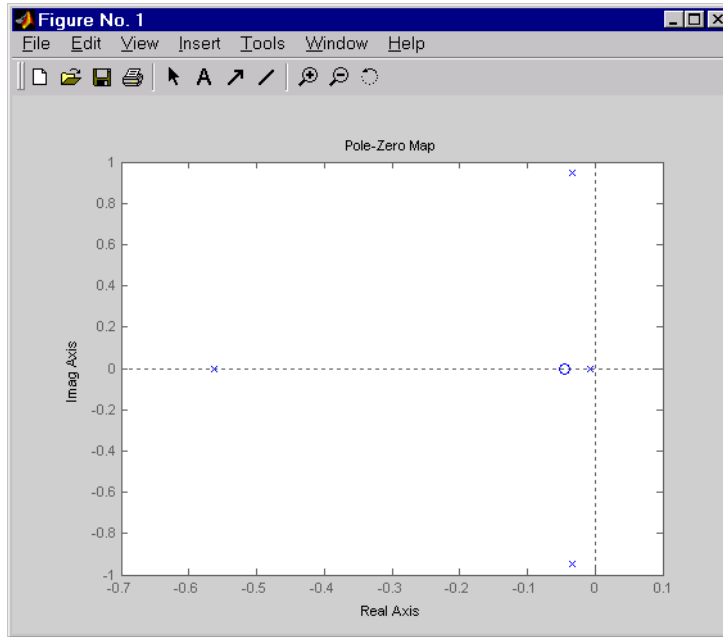 Figure No. 1
File Edit View Insert Tools Window Help
A
Pole-Zero Map
1
0.8
0.6
0.4
0.2
0
-0.2
-0.4
-0.6
-0.8
-1
Imag Axis
-0.7 -0.6 -0.5 -0.4 -0.3 -0.2 -0.1 0 0.1
Real Axis